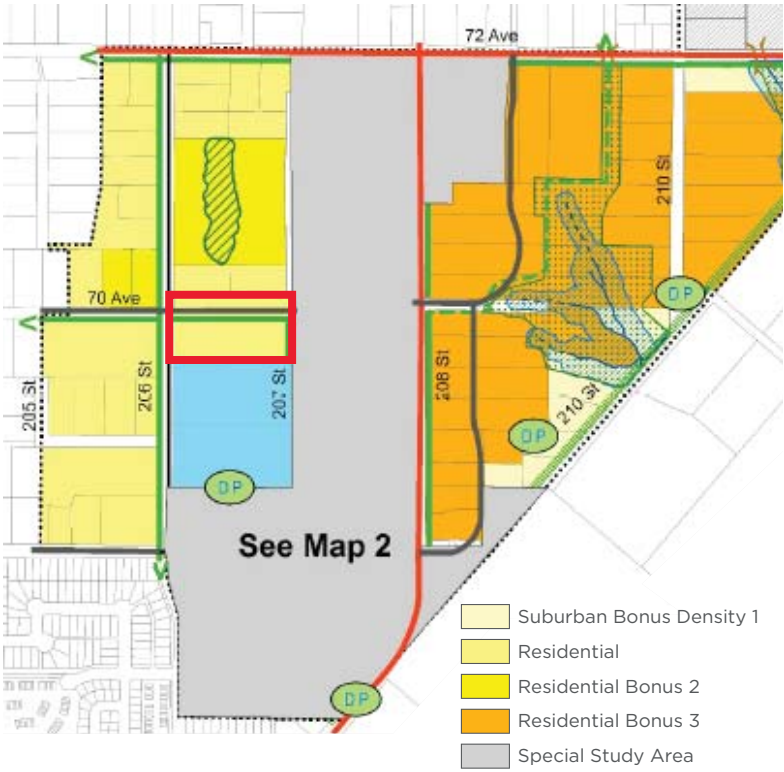 72 Ave
210 St
70 Ave
DP
205 St
206 St
207 St
208 St
210 St
DP
DP
See Map 2
DP
Suburban Bonus Density 1
Residential
Residential Bonus 2
Residential Bonus 3
Special Study Area